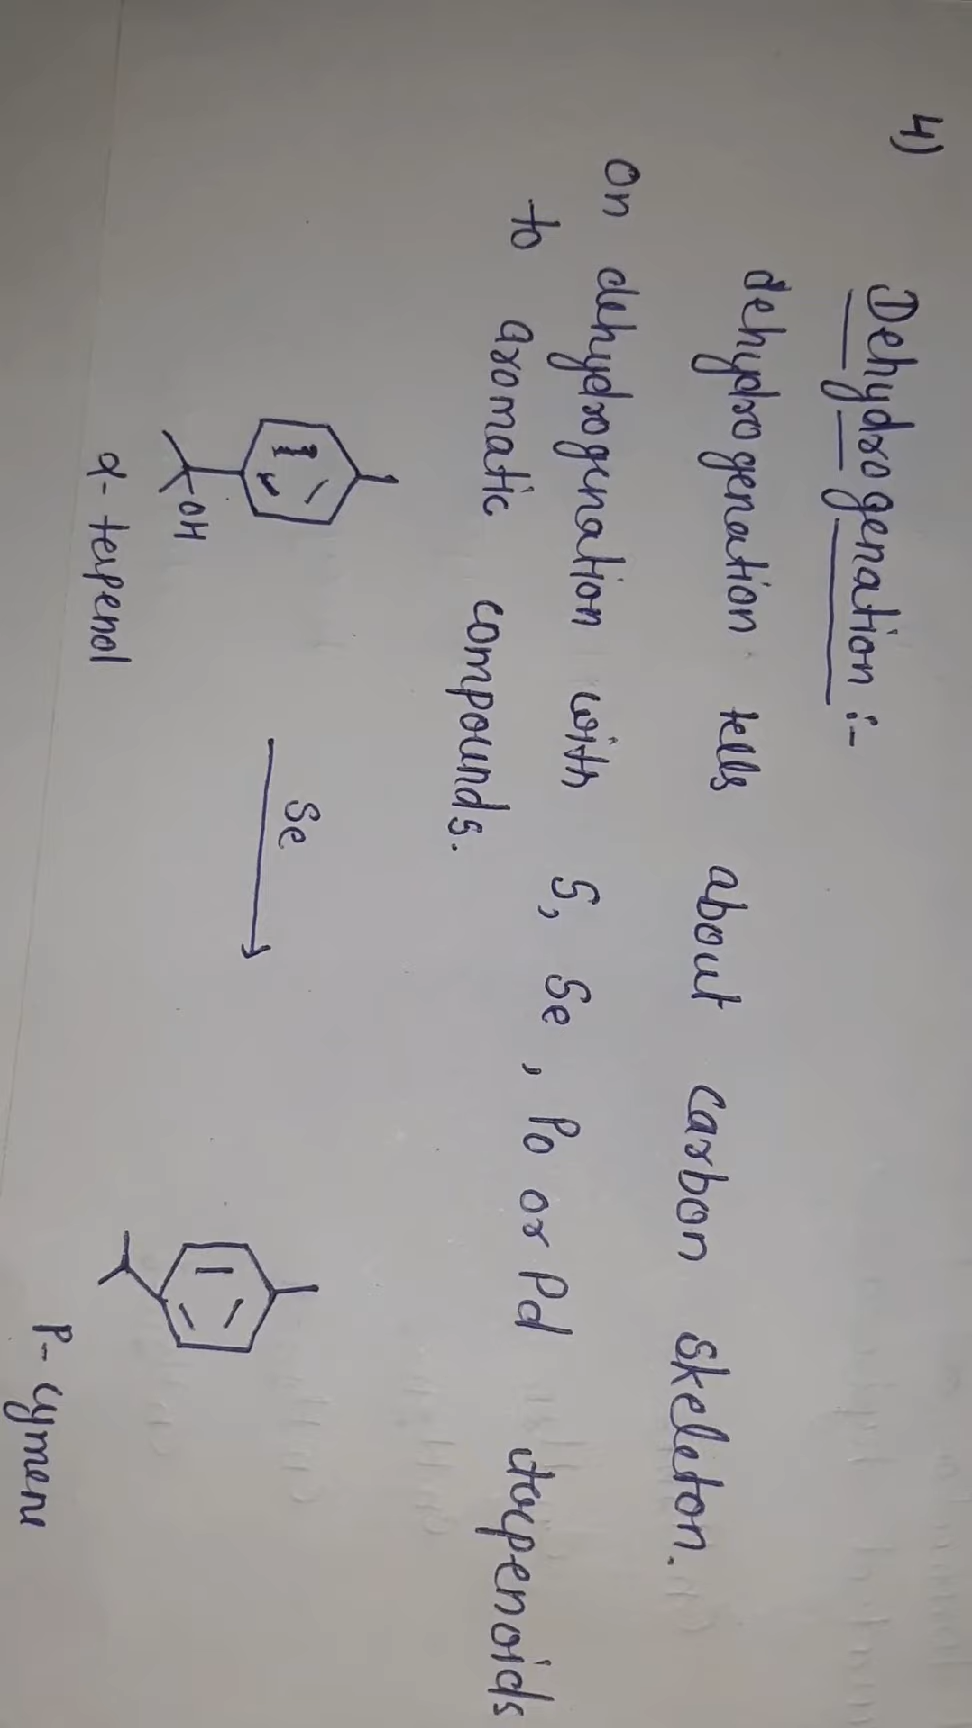 4) Dehydrogenation :-
dehydrogenation tells about carbon skeleton.
On dehydrogenation with S, Se, Po or Pd terpenoids
to aromatic compounds.
OH
Se
α- terpenol
P- cymene